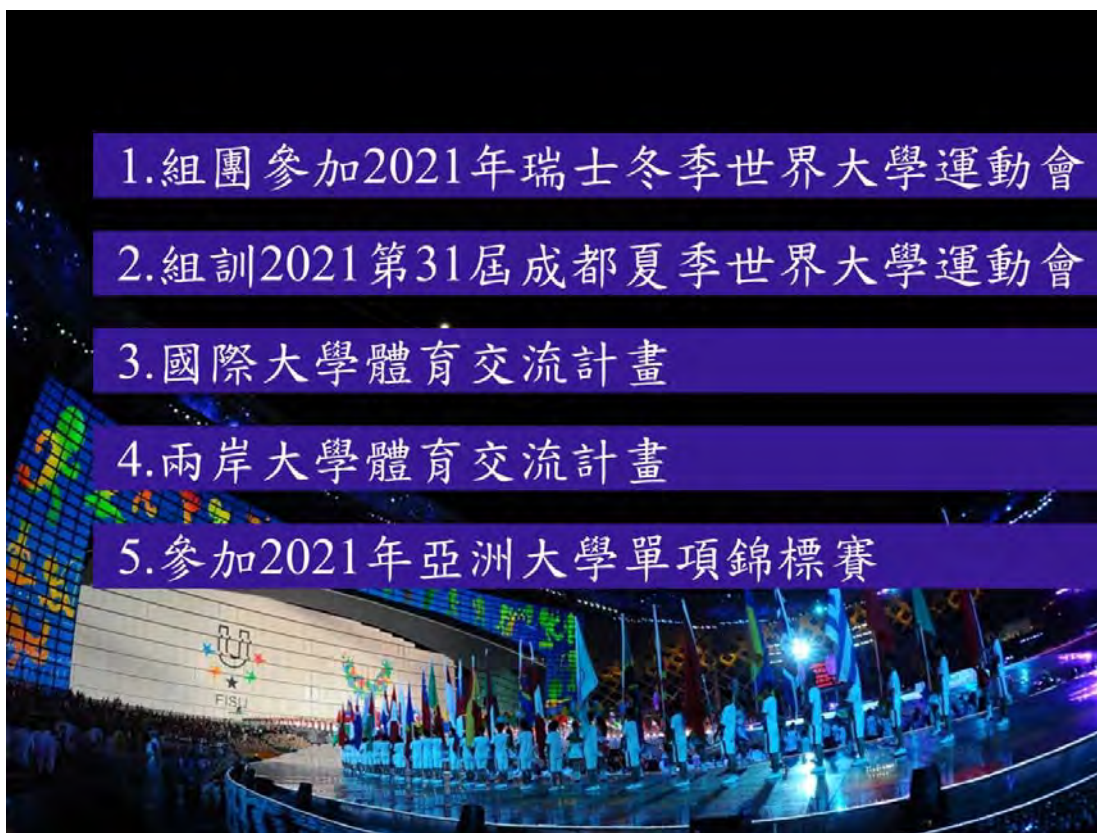 1.組團參加2021年瑞士冬季世界大學運動會
2.組訓2021第31屆成都夏季世界大學運動會
3.國際大學體育交流計畫
4.兩岸大學體育交流計畫
5.參加2021年亞洲大學單項錦標賽
FISU